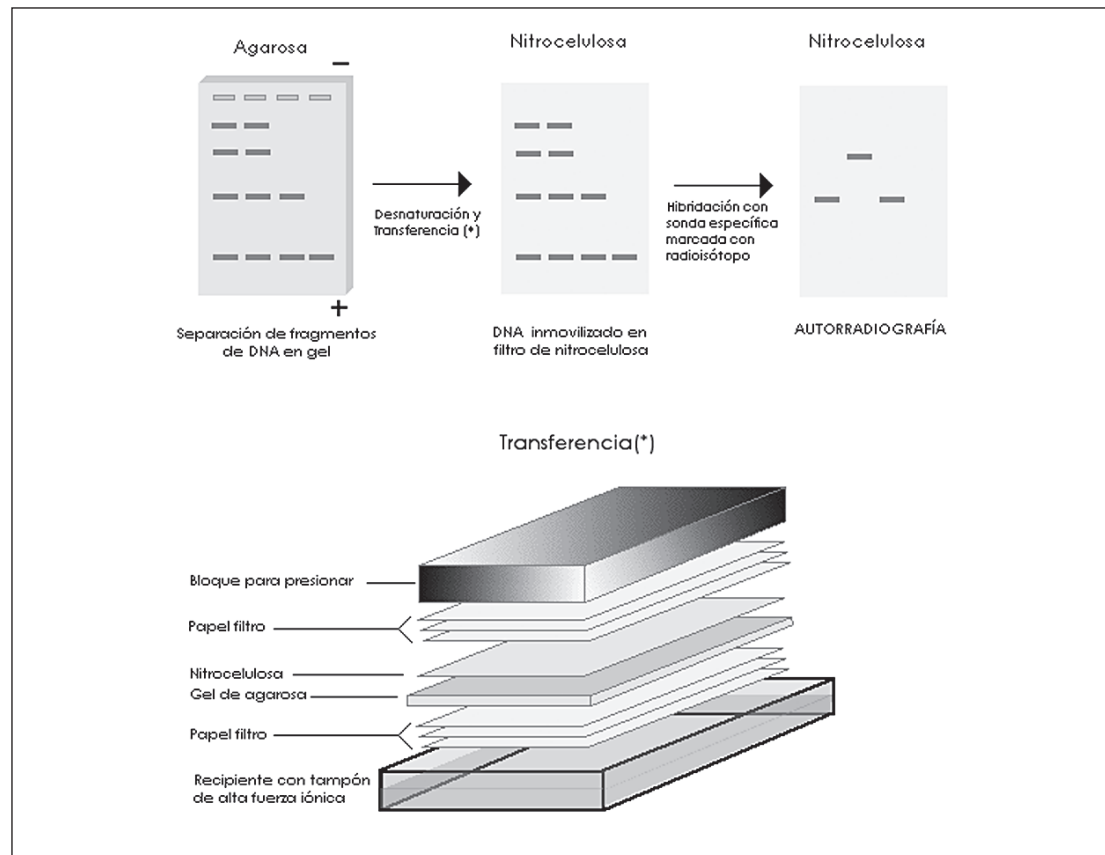 Agarosa
Nitrocelulosa
Nitrocelulosa
−
Desnaturación y
Transferencia (*)
Hibridación con
sonda específica
marcada con
radioisótopo
+
Separación de fragmentos
de DNA en gel
DNA inmovilizado en
filtro de nitrocelulosa
AUTORRADIOGRAFÍA
Transferencia(*)
Bloque para presionar
Papel filtro
Nitrocelulosa
Gel de agarosa
Papel filtro
Recipiente con tampón
de alta fuerza iónica